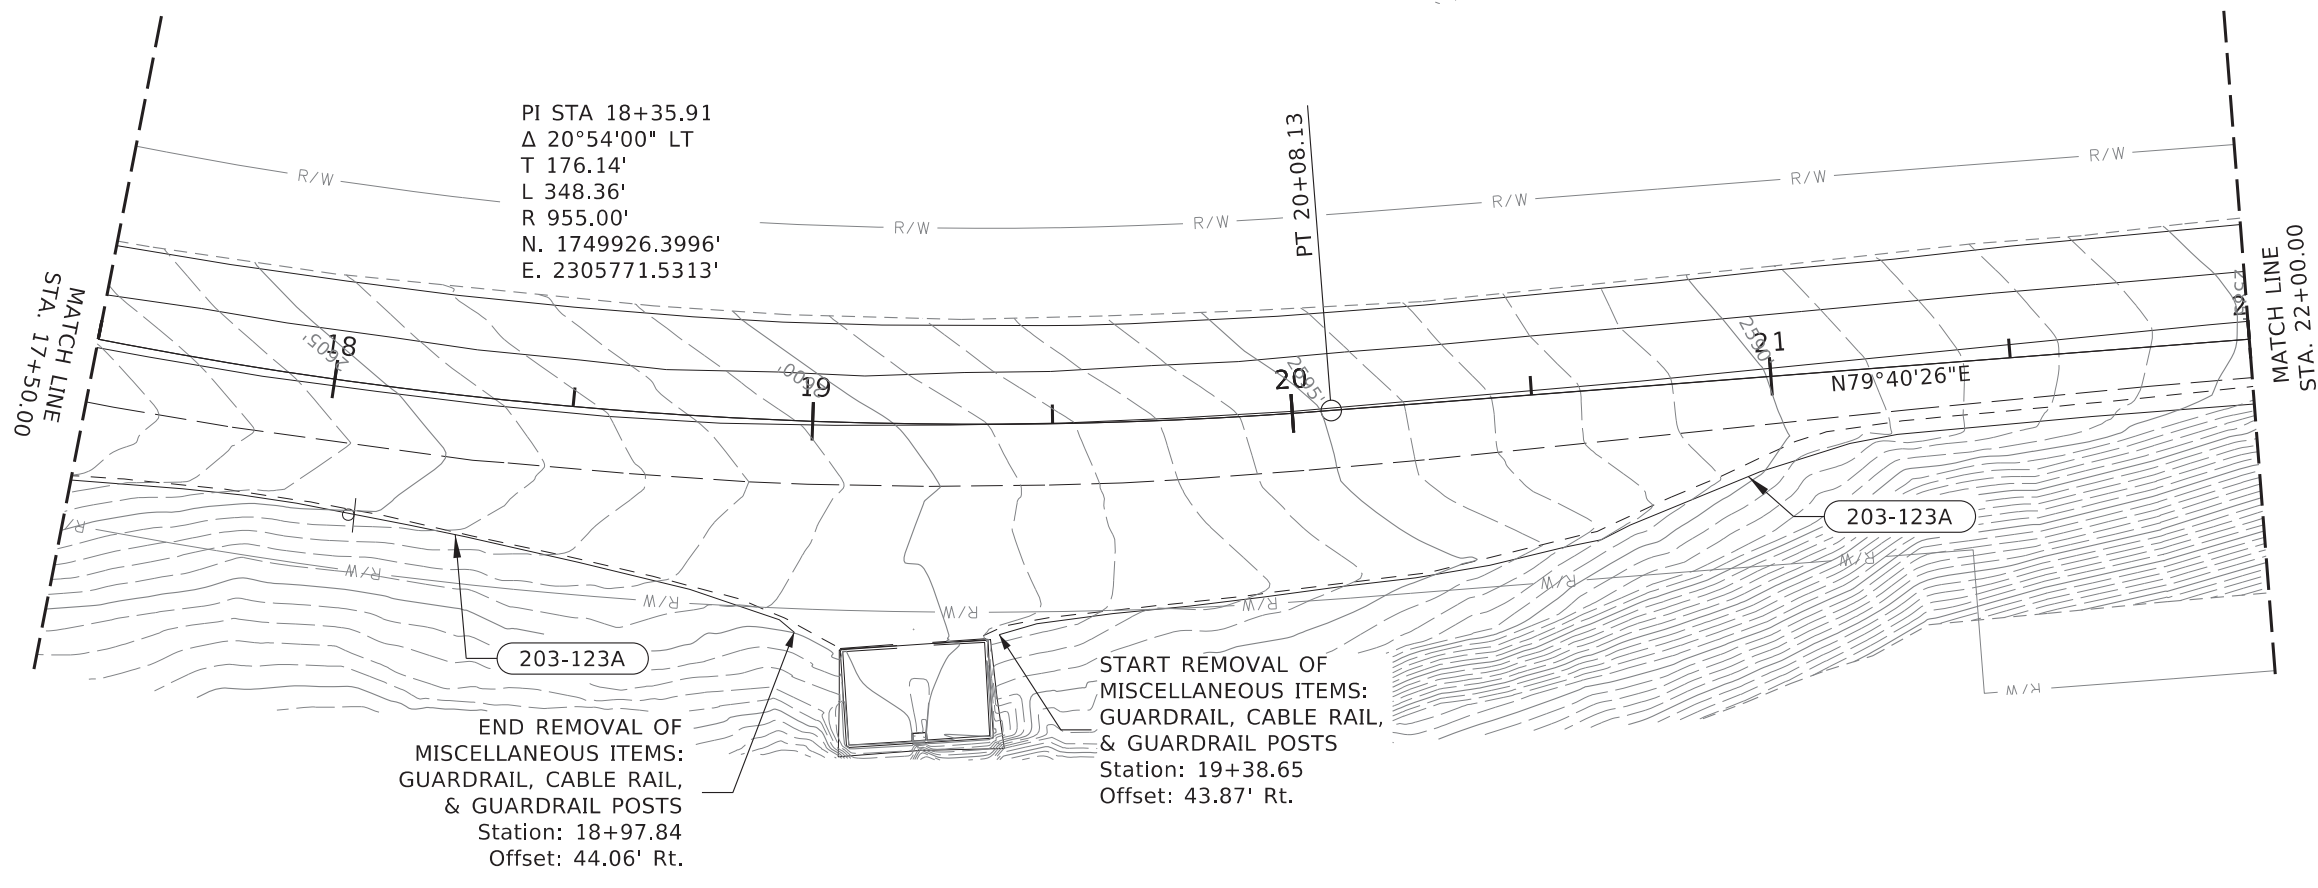 PI STA 18+35.91
Δ 20°54'00" LT
T 176.14'
L 348.36'
R 955.00'
N. 1749926.3996'
E. 2305771.5313'
PT 20+08.13
R/W
R/W
R/W
R/W
R/W
R/W
MATCH LINE
STA. 17+50.00
MATCH LINE
STA. 22+00.00
18
19
20
21
2605'
2600'
2595'
2590'
N79°40'26"E
203-123A
203-123A
R/W
R/W
R/W
R/W
R/W
R/W
R/W
R/W
END REMOVAL OF
MISCELLANEOUS ITEMS:
GUARDRAIL, CABLE RAIL,
& GUARDRAIL POSTS
Station: 18+97.84
Offset: 44.06' Rt.
START REMOVAL OF
MISCELLANEOUS ITEMS:
GUARDRAIL, CABLE RAIL,
& GUARDRAIL POSTS
Station: 19+38.65
Offset: 43.87' Rt.